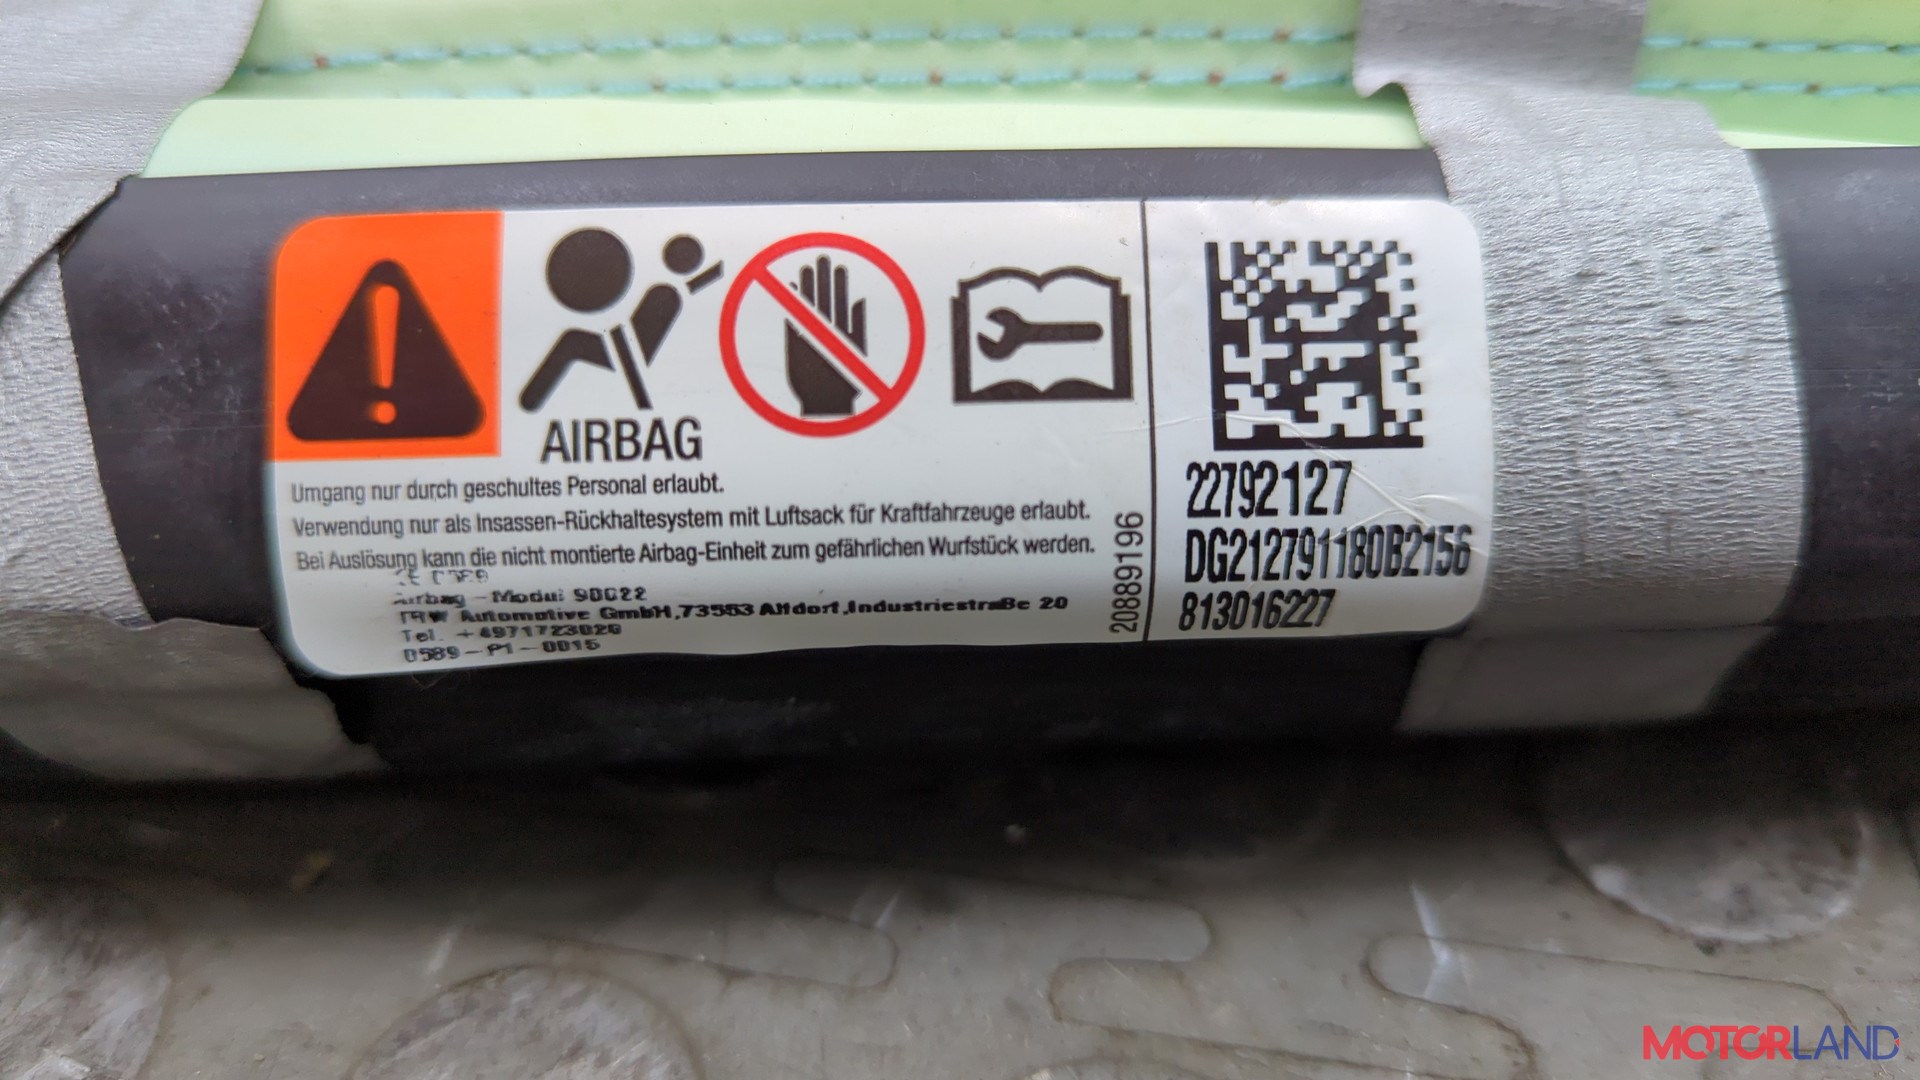 AIRBAG
Umgang nur durch geschultes Personal erlaubt.
Verwendung nur als Insassen-Rückhaltesystem mit Luftsack für Kraftfahrzeuge erlaubt.
Bei Auslösung kann die nicht montierte Airbag-Einheit zum gefährlichen Wurfstück werden.
Airbag-Modul 90C22
TRW Automotive GmbH,73553 Alfdorf,Industriestraße 20
Tel. +4971723020
0589-P1-0015
20889196
22792127
DG212791180B2156
813016227
MOTORLAND